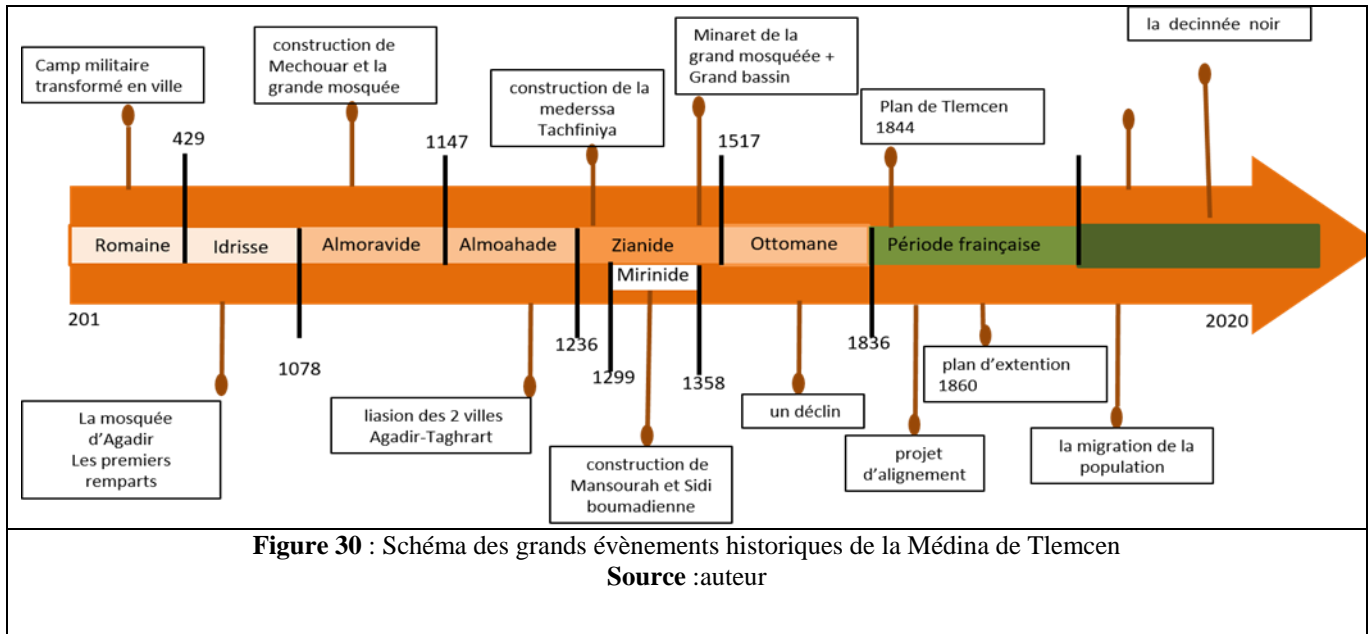 la decinnée noir
Camp militaire
transformé en ville
construction de
Mechouar et la
grande mosquée
construction de la
mederssa
Tachfiniya
Minaret de la
grand mosquéée +
Grand bassin
Plan de Tlemcen
1844
429
1147
1517
Romaine
Idrisse
Almoravide
Almoahade
Zianide
Ottomane
Période frainçaise
Mirinide
201
2020
1078
1236
1299
1358
1836
La mosquée
d'Agadir
Les premiers
remparts
liasion des 2 villes
Agadir-Taghrart
construction de
Mansourah et Sidi
boumadienne
un déclin
projet
d'alignement
plan d'extention
1860
la migration de la
population
Figure 30 : Schéma des grands évènements historiques de la Médina de Tlemcen
Source :auteur